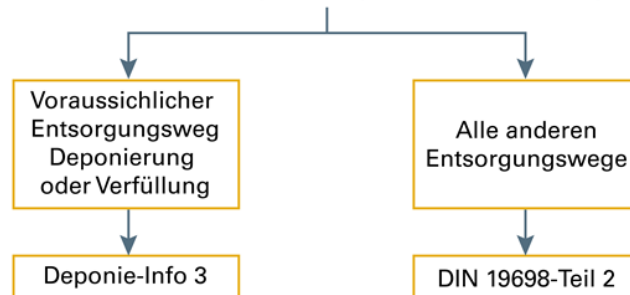 Voraussichlicher
Entsorgungsweg
Deponierung
oder Verfüllung
Alle anderen
Entsorgungswege
Deponie-Info 3
DIN 19698-Teil 2